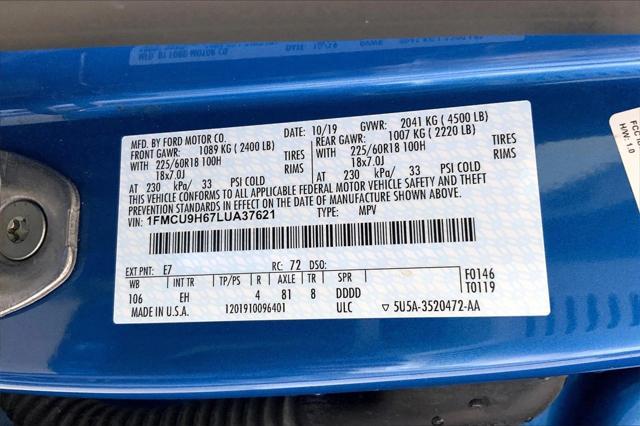 MFD. BY FORD MOTOR CO. DATE: 10/19 GVWR: 2041 KG ( 4500 LB)
FRONT GAWR: 1089 KG ( 2400 LB) REAR GAWR: 1007 KG ( 2220 LB)
WITH 225/60R18 100H TIRES WITH 225/60R18 100H TIRES
18x7.0J RIMS 18x7.0J RIMS
AT 230 kPa/ 33 PSI COLD AT 230 kPa/ 33 PSI COLD
THIS VEHICLE CONFORMS TO ALL APPLICABLE FEDERAL MOTOR VEHICLE SAFETY AND THEFT
PREVENTION STANDARDS IN EFFECT ON THE DATE OF MANUFACTURE SHOWN ABOVE.
VIN: 1FMCU9H67LUA37621 TYPE: MPV
EXT PNT: E7 RC: 72 DSO: F0146
WB INT TR TP/PS R AXLE TR SPR T0119
106 EH 4 81 8 DDDD
MADE IN U.S.A. 1201910096401 ULC ▽ 5U5A-3520472-AA
FCC ID
HVW: 1.0